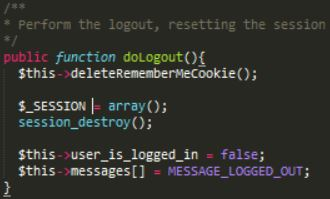 /**
* Perform the logout, resetting the session
*/
public function doLogout(){
$this->deleteRememberMeCookie();
$_SESSION = array();
session_destroy();
$this->user_is_logged_in = false;
$this->messages[] = MESSAGE_LOGGED_OUT;
}